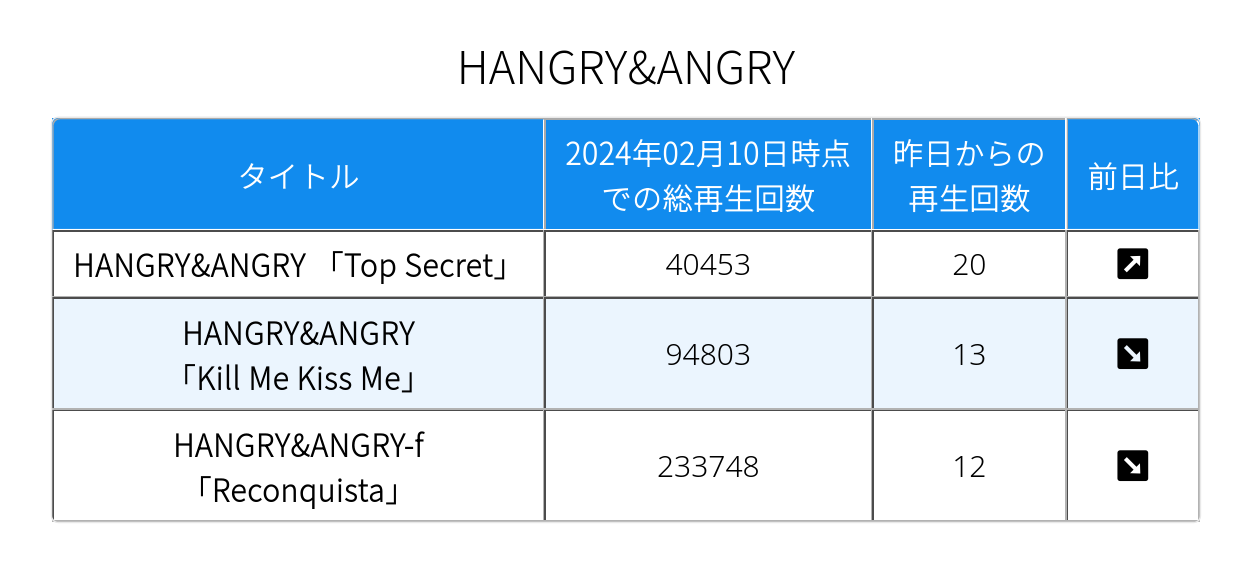 HANGRY&ANGRY
タイトル
2024年02月10日時点
での総再生回数
昨日からの
再生回数
前日比
HANGRY&ANGRY 「Top Secret」
40453
20
↗
HANGRY&ANGRY
「Kill Me Kiss Me」
94803
13
↘
HANGRY&ANGRY-f
「Reconquista」
233748
12
↘